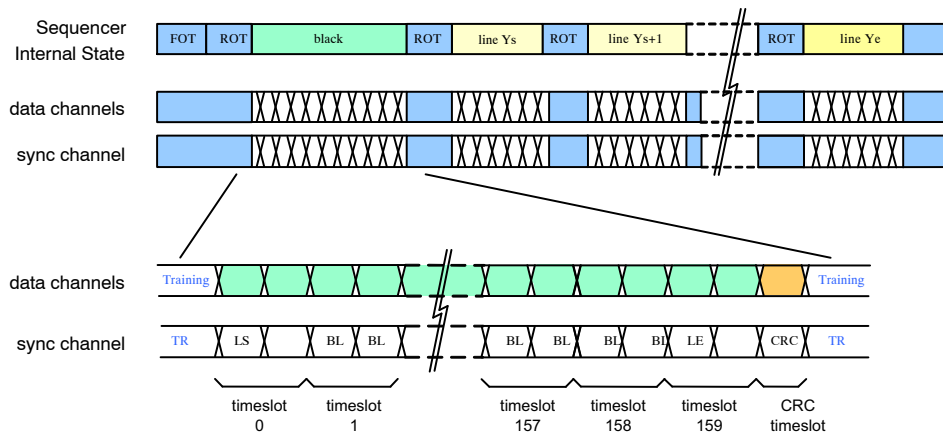 Sequencer
Internal State
FOT ROT black ROT line Ys ROT line Ys+1 ROT line Ye
data channels
sync channel
data channels Training Training
sync channel TR LS BL BL BL BL BL BL LE CRC TR
timeslot timeslot timeslot timeslot timeslot CRC
0 1 157 158 159 timeslot